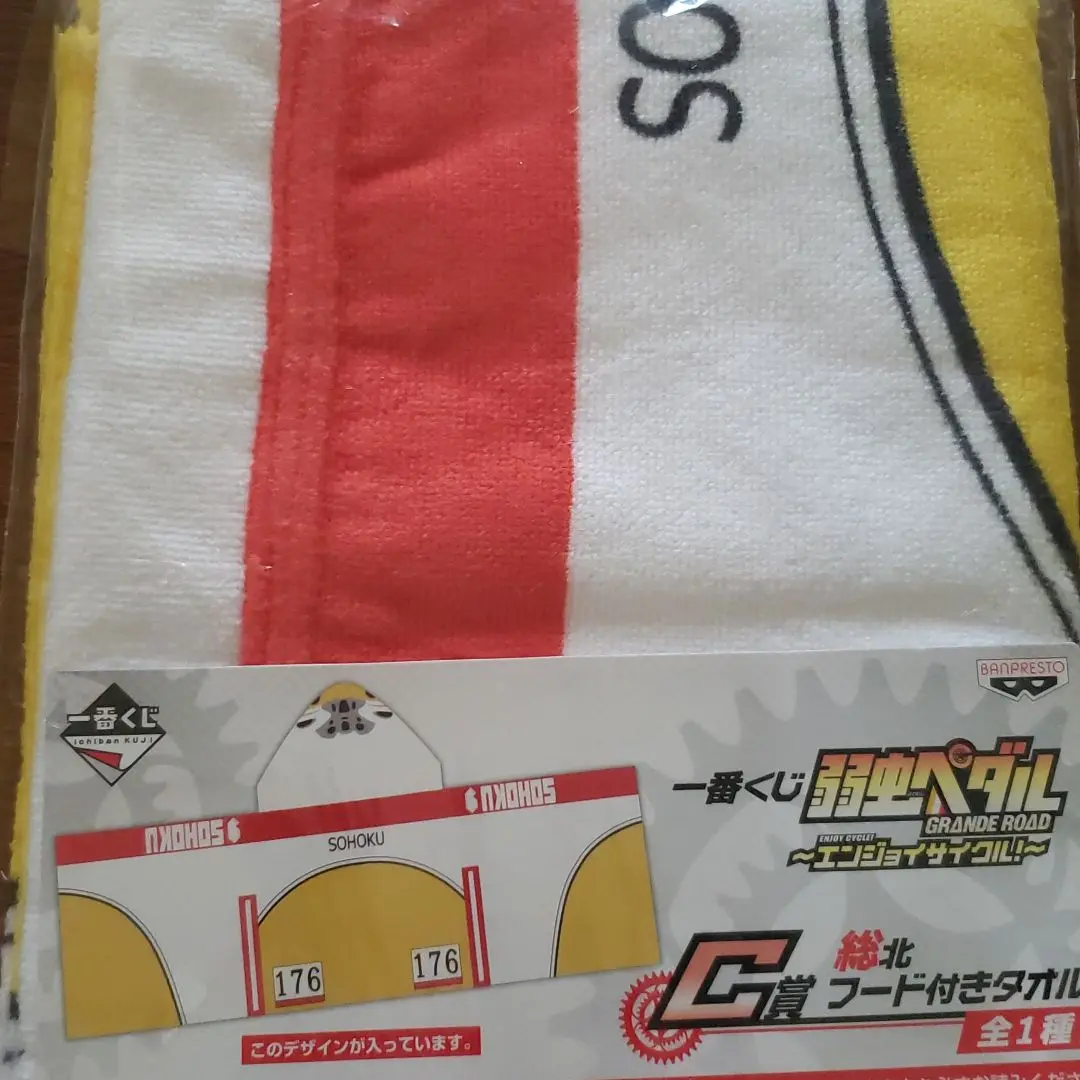 SO
一番くじ
ichiban KUJI
BANPRESTO
一番くじ 弱虫ペダル
GRANDE ROAD
ENJOY CYCLE!
〜エンジョイサイクル!〜
SOHOKU
SOHOKU
SOHOKU
176
176
C賞
総北
フード付きタオル
全1種
このデザインが入っています。